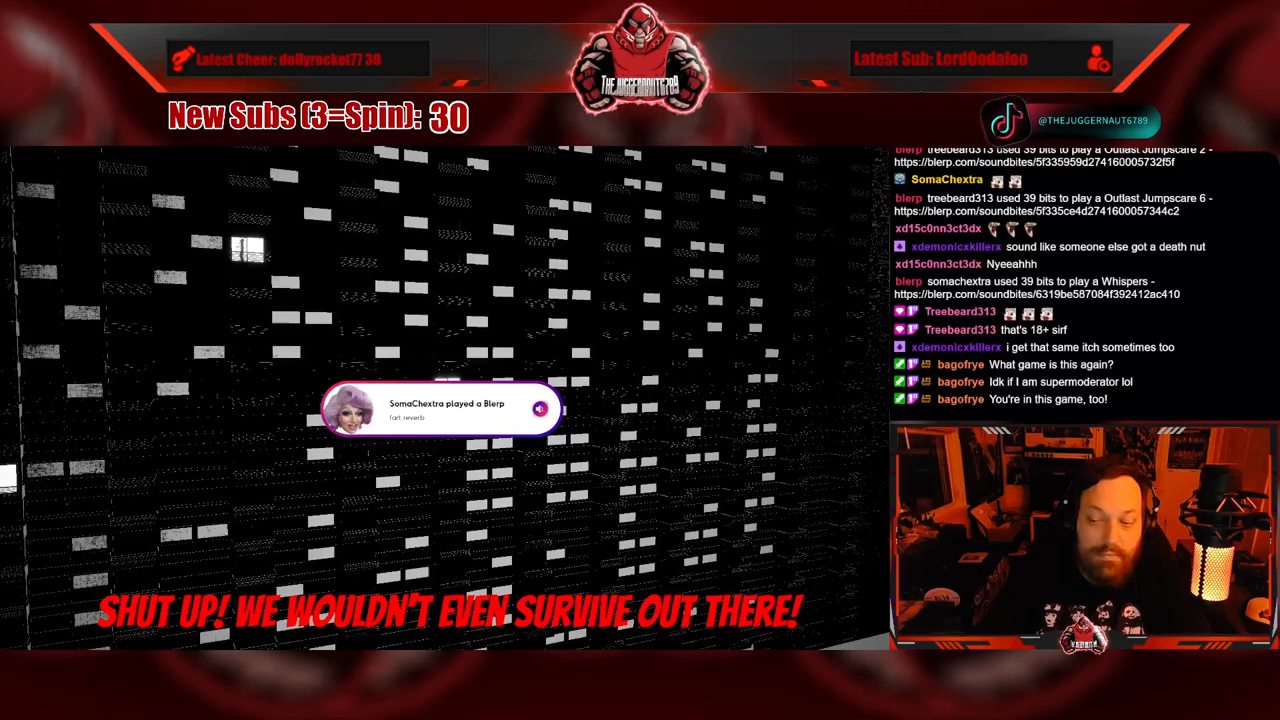 Latest Cheer: dollyrocket77 30
THEJUGGERNAUT6789
Latest Sub: LordOodaloo
New Subs (3=Spin): 30
@THEJUGGERNAUT6789
blerp treebeard313 used 39 bits to play a Outlast Jumpscare 2 -
https://blerp.com/soundbites/5f335959d274160005732f5f
SomaChextra
blerp treebeard313 used 39 bits to play a Outlast Jumpscare 6 -
https://blerp.com/soundbites/5f335ce4d2741600057344c2
xd15c0nn3ct3dx
xdemonicxkillerx sound like someone else got a death nut
xd15c0nn3ct3dx Nyeeahhh
blerp somachextra used 39 bits to play a Whispers -
https://blerp.com/soundbites/6319be587084f392412ac410
Treebeard313
Treebeard313 that's 18+ sirf
xdemonicxkillerx i get that same itch sometimes too
bagofrye What game is this again?
bagofrye Idk if I am supermoderator lol
bagofrye You're in this game, too!
SomaChextra played a Blerp
fart reverb
SHUT UP! WE WOULDN'T EVEN SURVIVE OUT THERE!